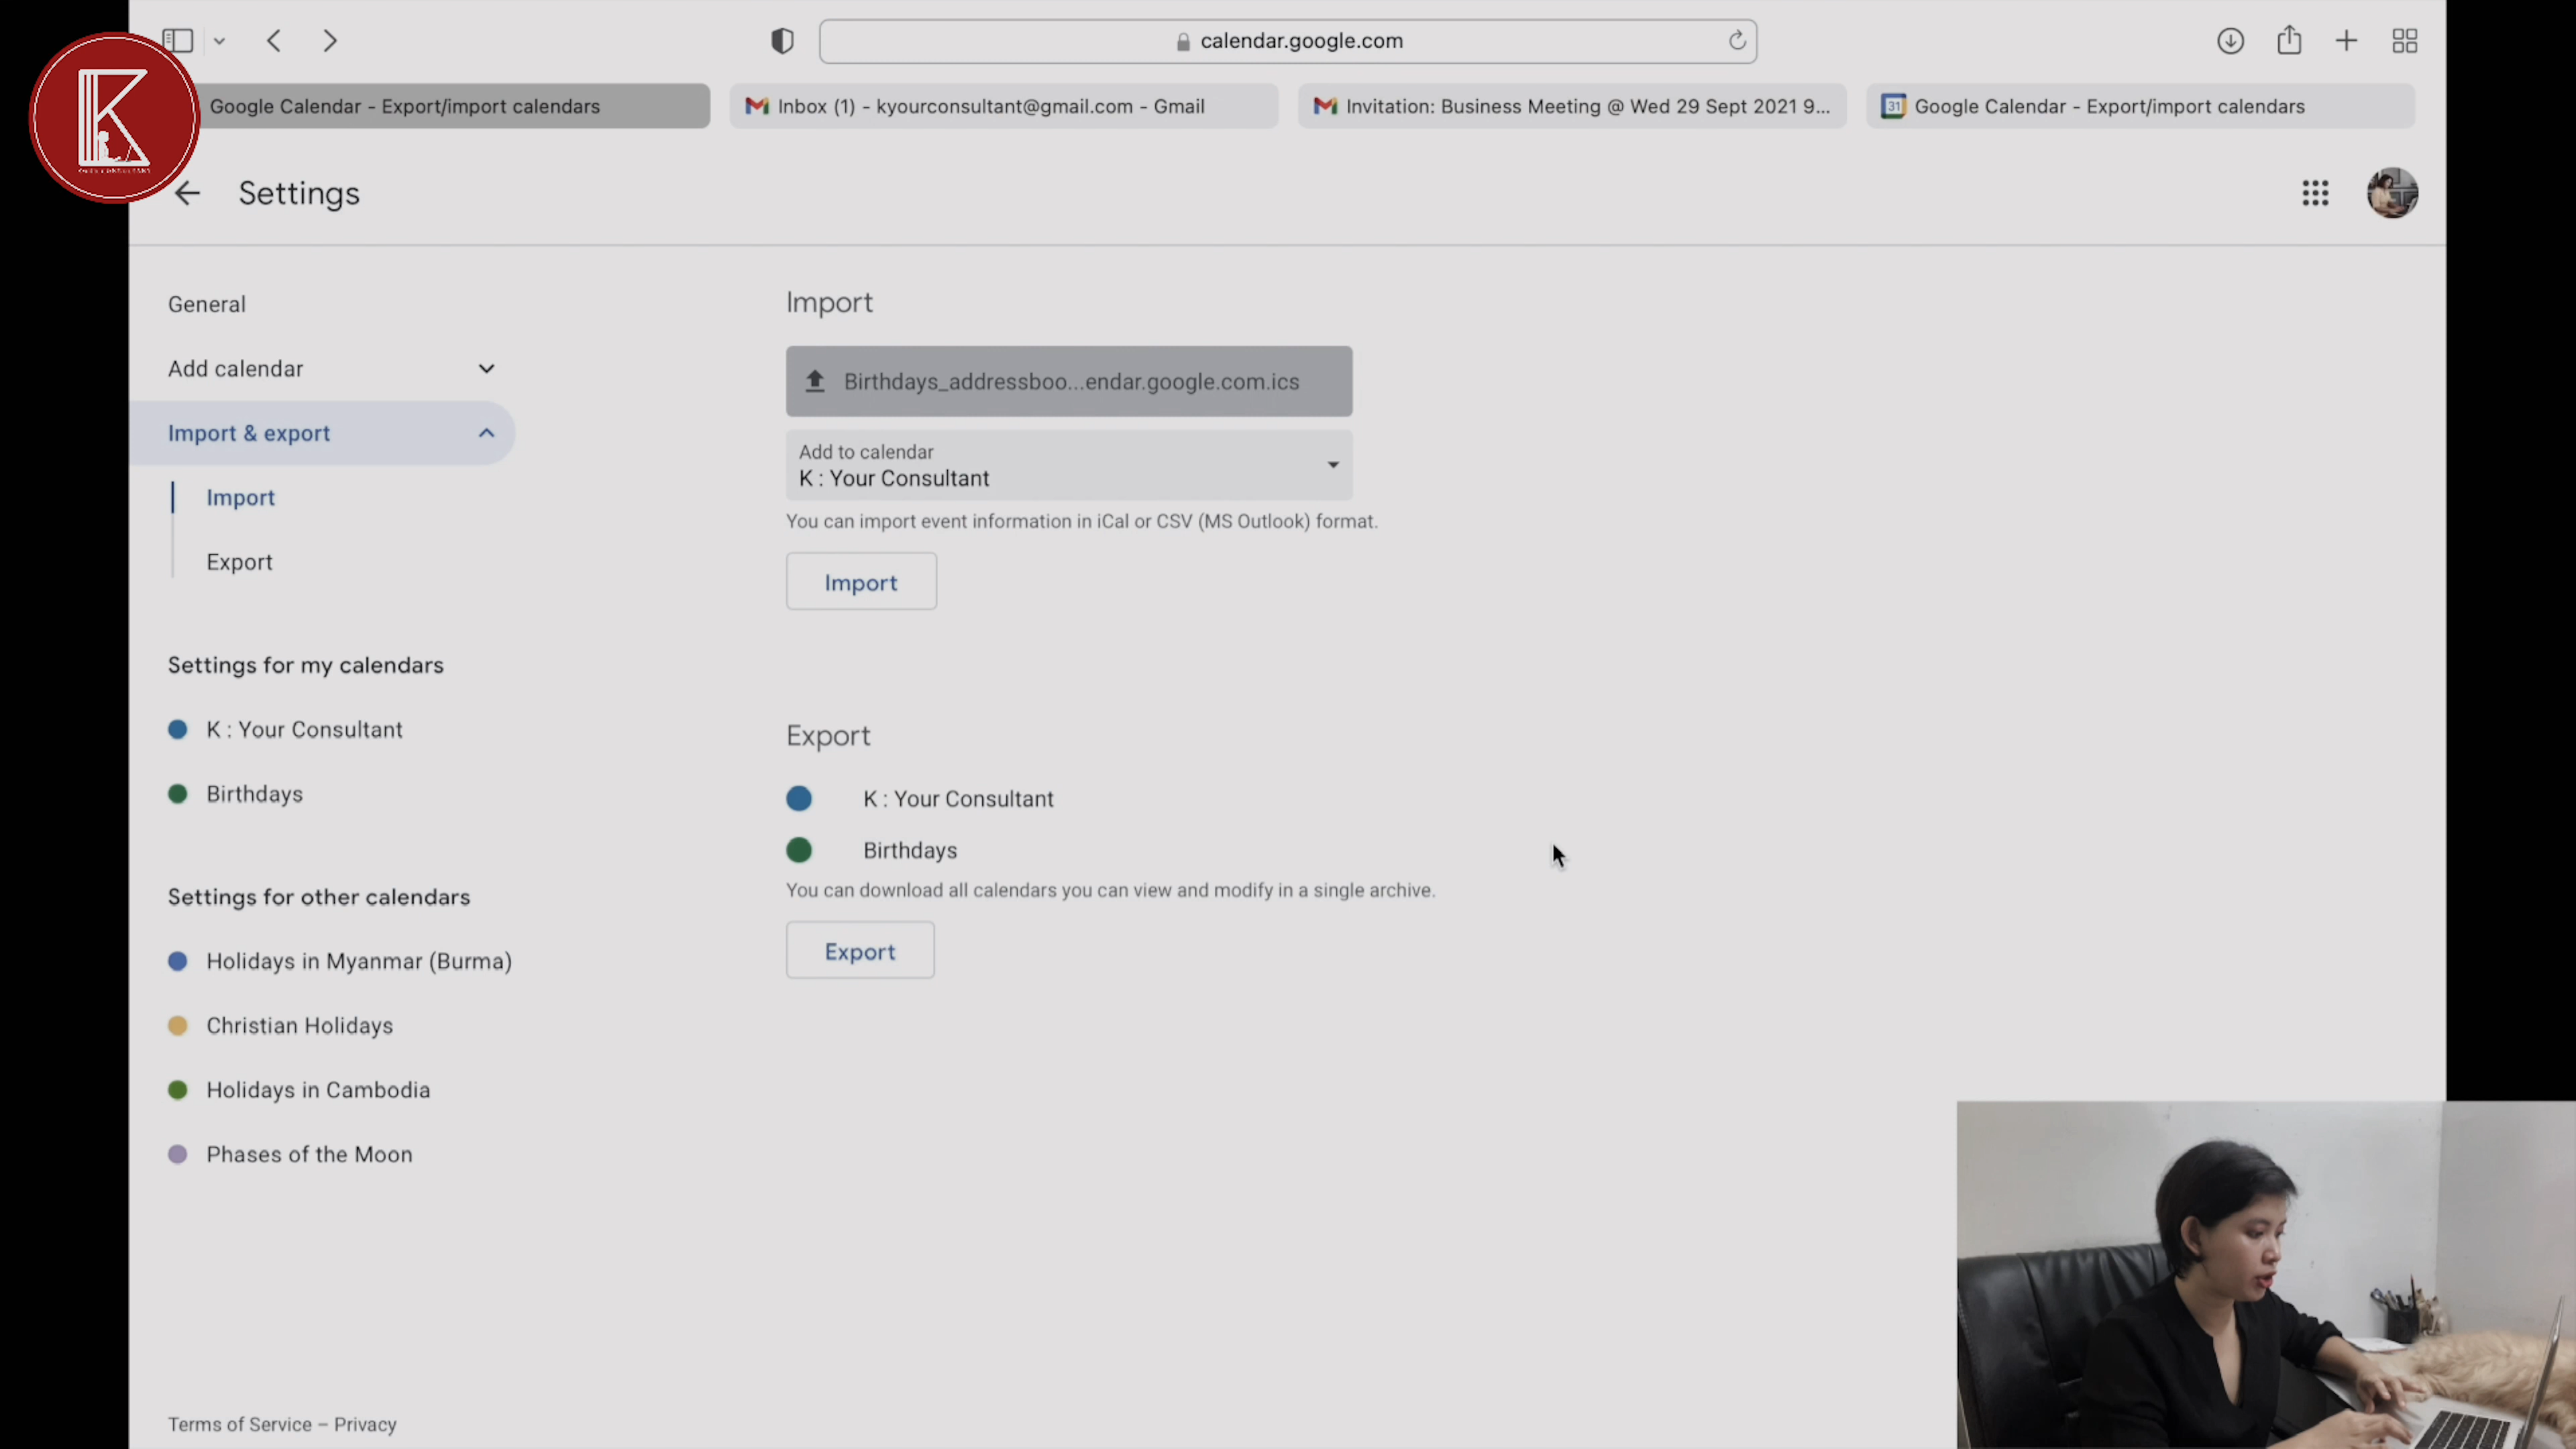 calendar.google.com
Google Calendar - Export/import calendars
Inbox (1) - kyourconsultant@gmail.com - Gmail
Invitation: Business Meeting @ Wed 29 Sept 2021 9...
31
Google Calendar - Export/import calendars
K
Settings
General
Add calendar
Import & export
Import
Export
Settings for my calendars
K : Your Consultant
Birthdays
Settings for other calendars
Holidays in Myanmar (Burma)
Christian Holidays
Holidays in Cambodia
Phases of the Moon
Terms of Service – Privacy
Import
Birthdays_addressboo...endar.google.com.ics
Add to calendar
K : Your Consultant
You can import event information in iCal or CSV (MS Outlook) format.
Import
Export
K : Your Consultant
Birthdays
You can download all calendars you can view and modify in a single archive.
Export